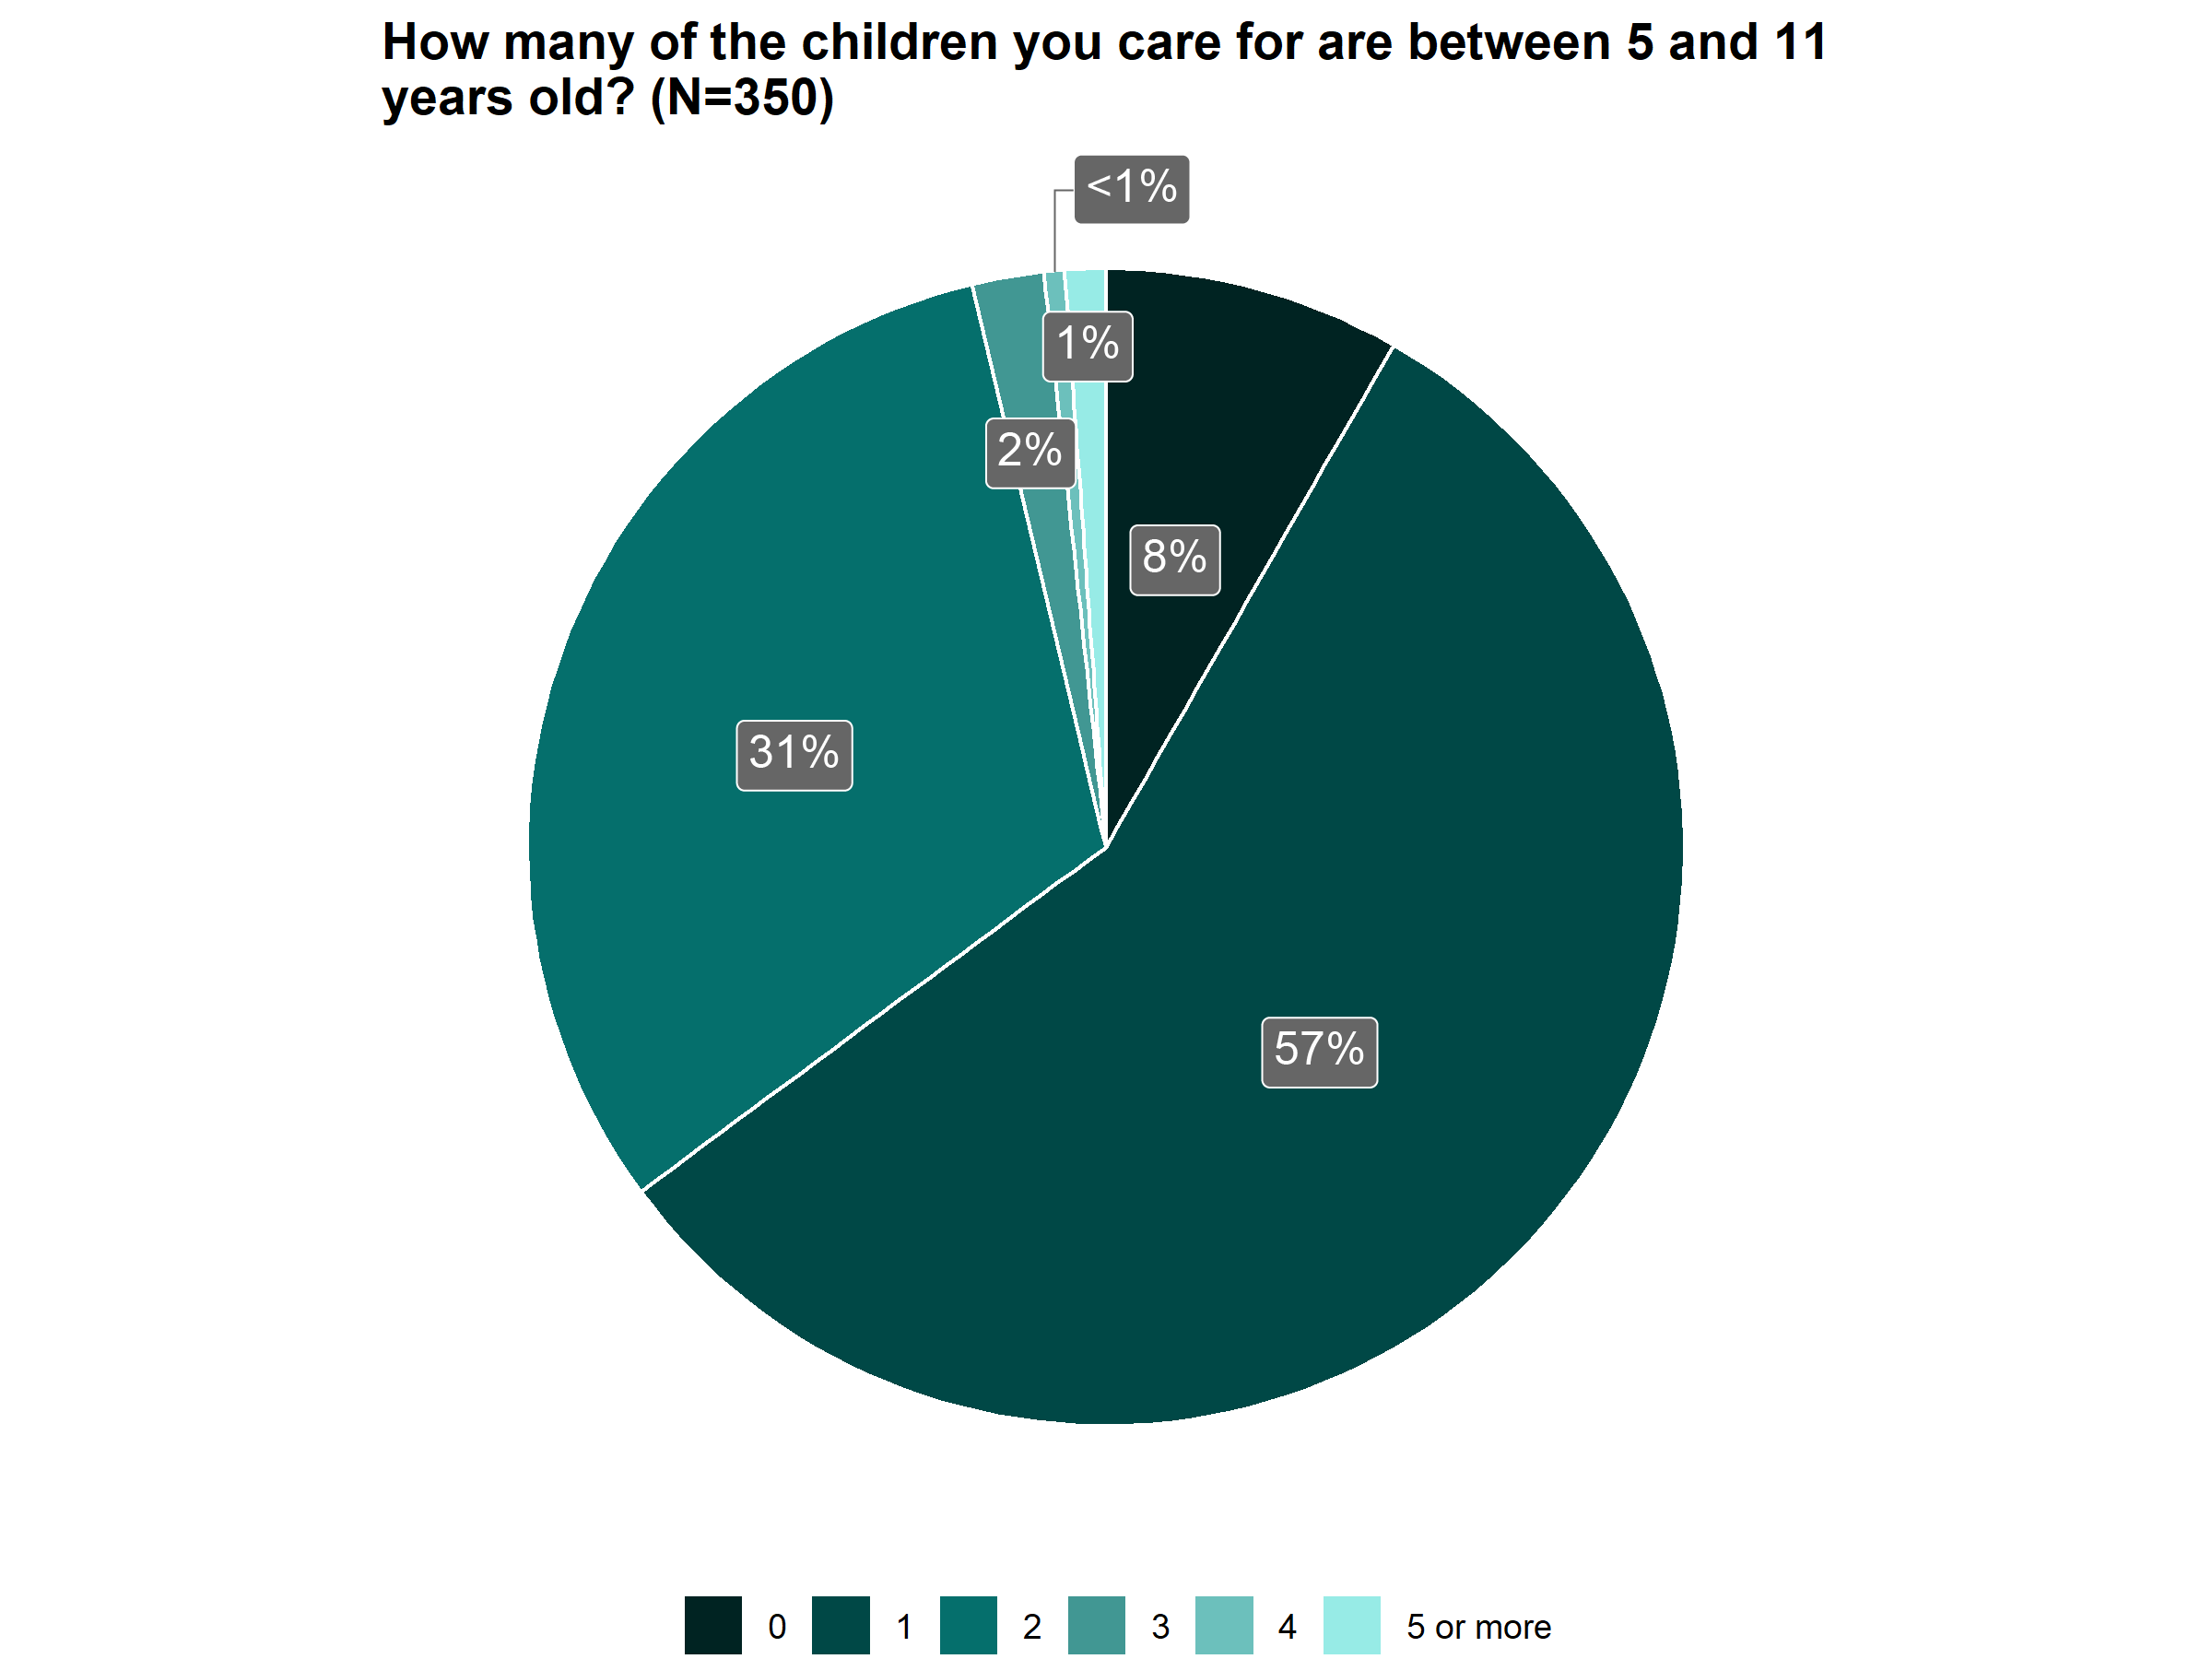 How many of the children you care for are between 5 and 11
years old? (N=350)
<1%
1%
2%
8%
31%
57%
0 1 2 3 4 5 or more